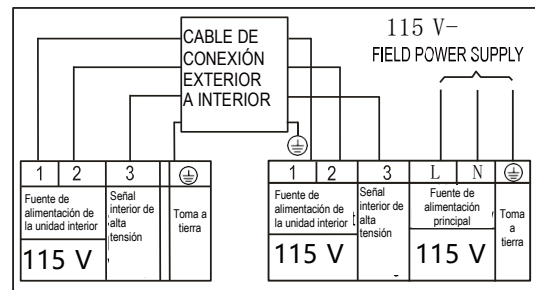 CABLE DE
CONEXIÓN
EXTERIOR
A INTERIOR
115 V-
FIELD POWER SUPPLY
1 2 3
Fuente de
alimentación de
la unidad interior
115 V
Señal
interior de
alta
tensión
Toma a
tierra
1 2 3 L N
Fuente de
alimentación de
la unidad interior
115 V
Señal
interior de
alta
tensión
Fuente de
alimentación
principal
115 V
Toma
a
tierra